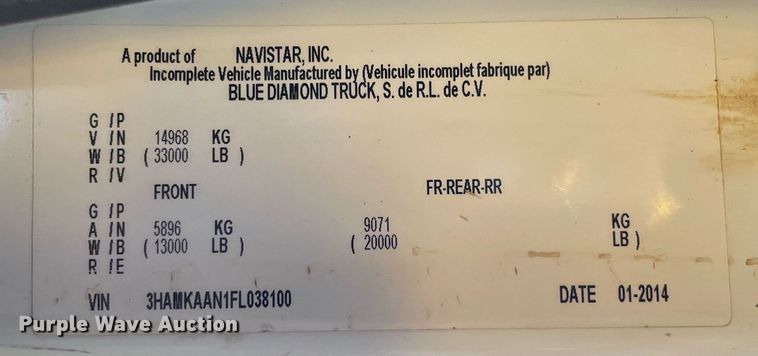 A product of NAVISTAR, INC.
Incomplete Vehicle Manufactured by (Vehicule incomplet fabrique par)
BLUE DIAMOND TRUCK, S. de R.L. de C.V.
G /P
V /N 14968 KG
W /B ( 33000 LB )
R /V
FRONT FR-REAR-RR
G /P
A /N 5896 KG 9071 KG
W /B ( 13000 LB ) ( 20000 LB )
R /E
VIN 3HAMKAAN1FL038100 DATE 01-2014
Purple Wave Auction